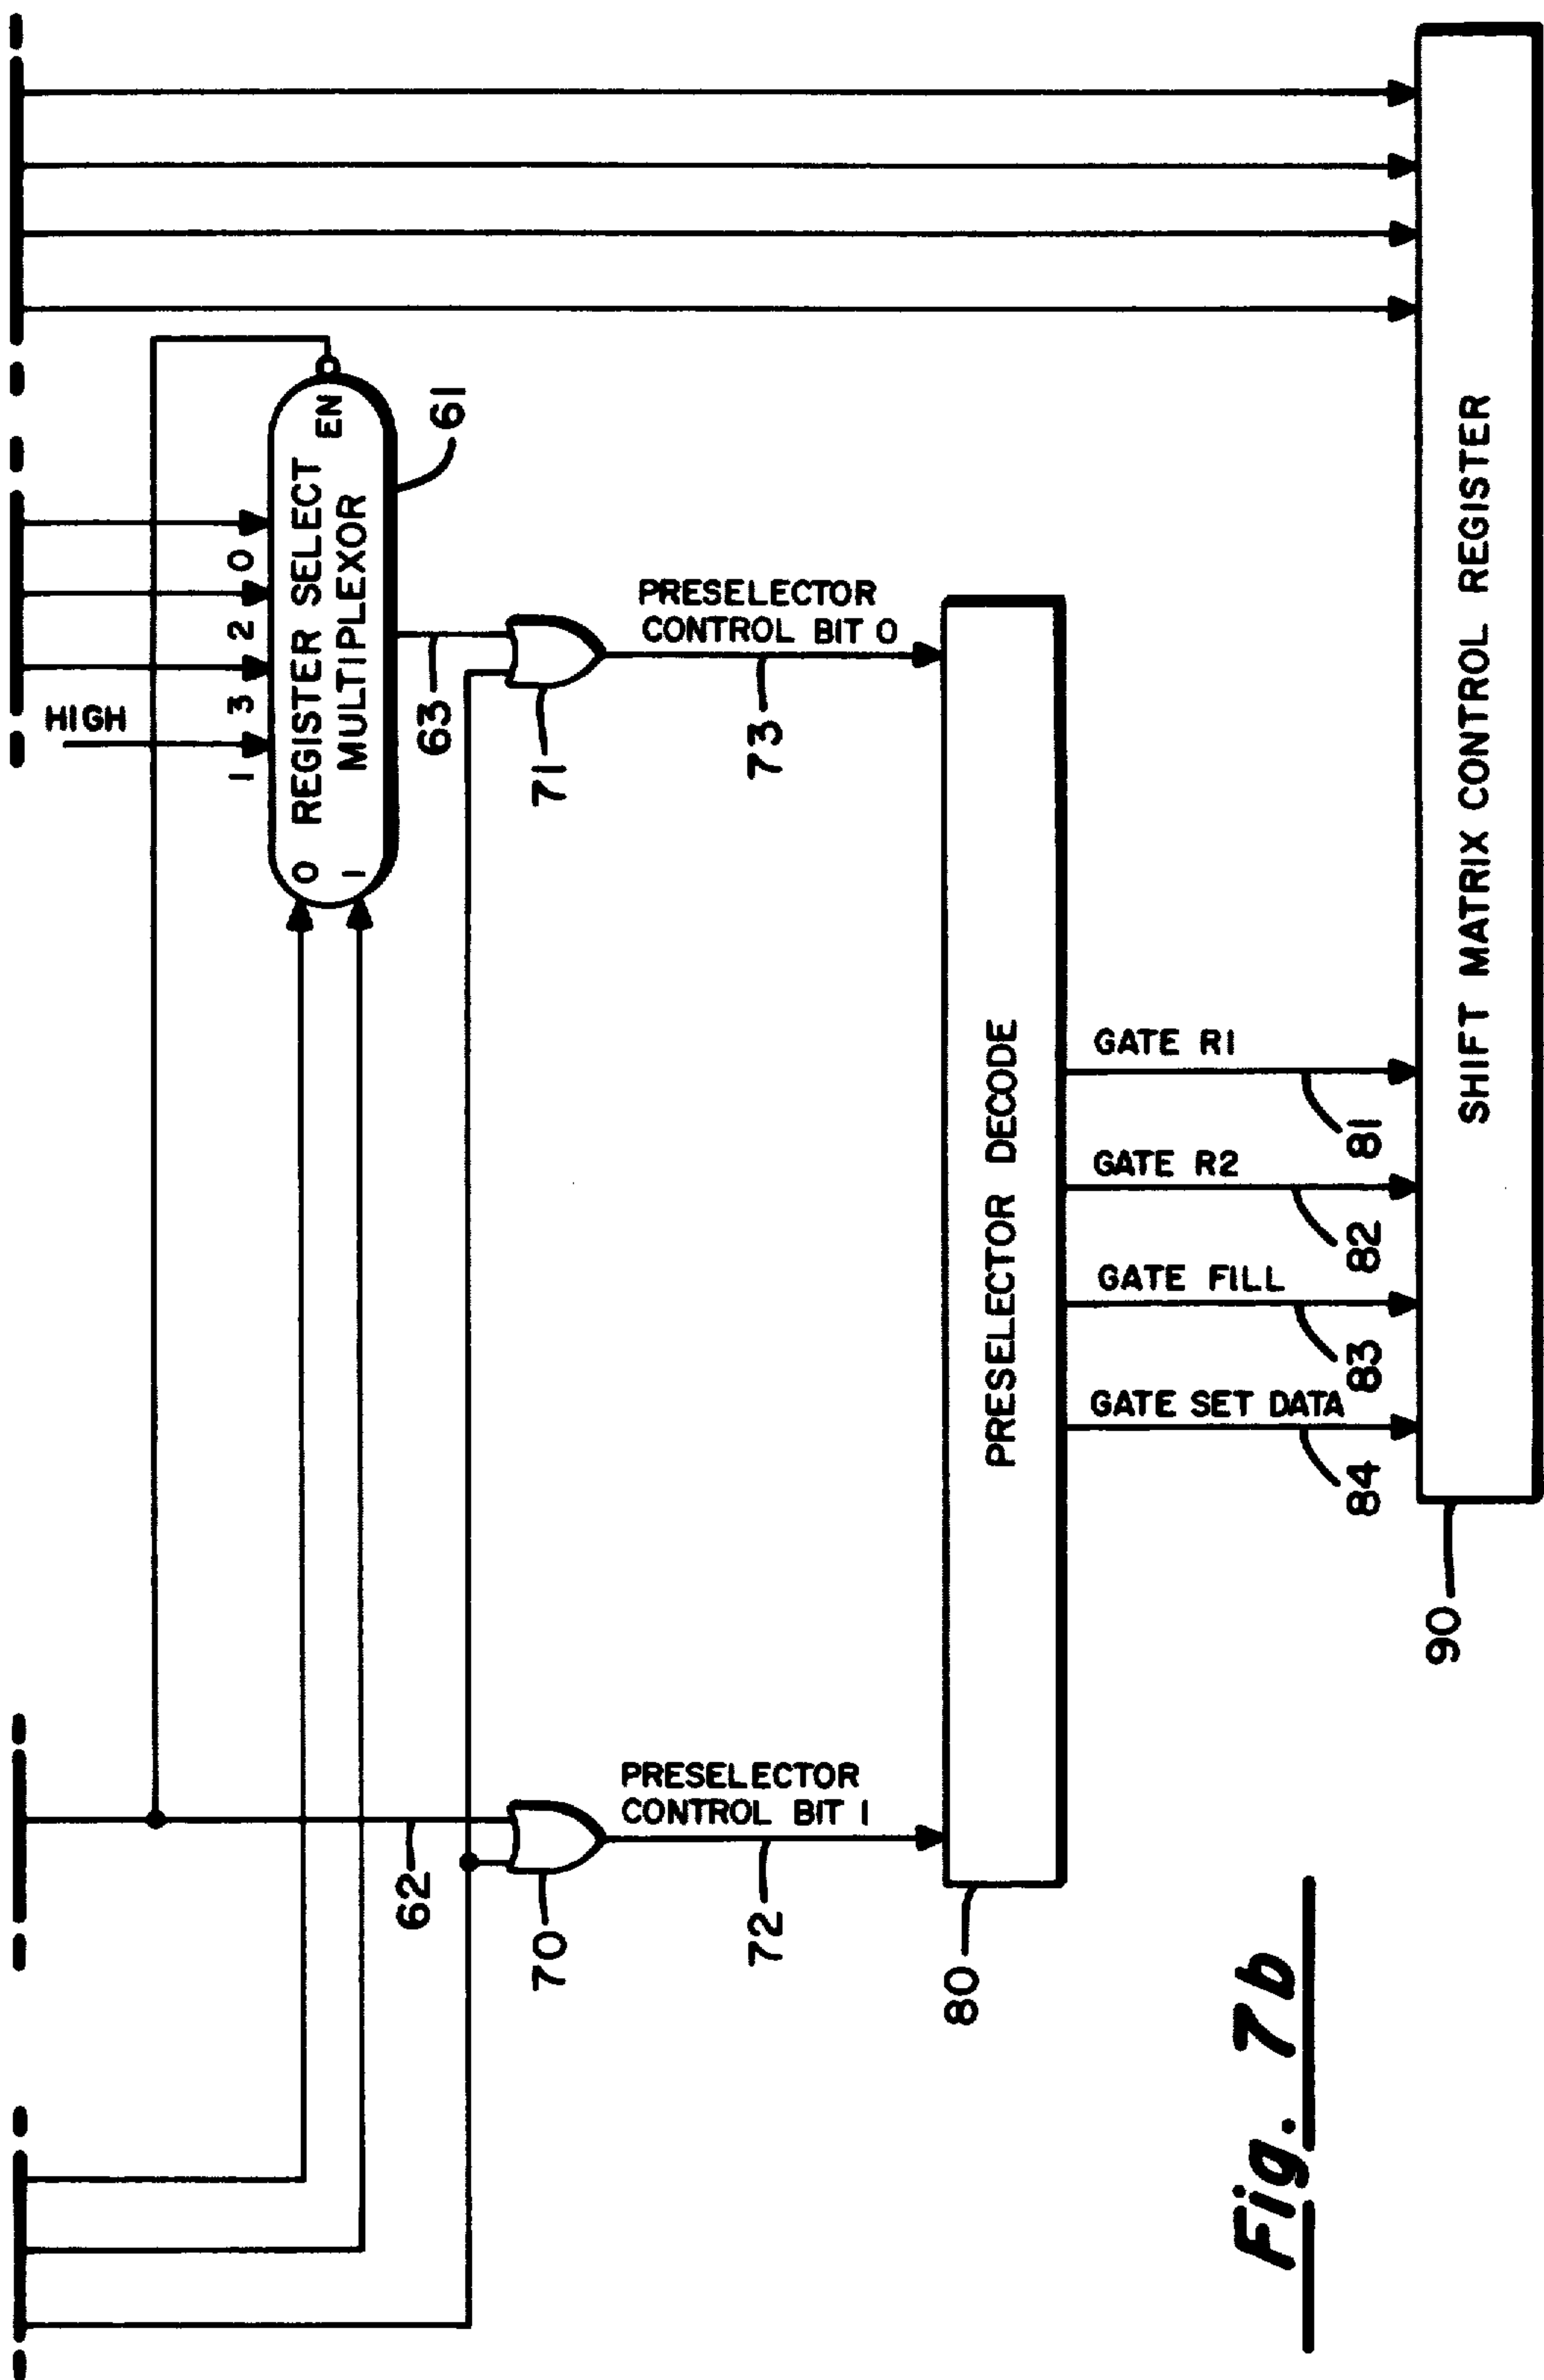 HIGH
1 3 2 0
0 REGISTER SELECT EN
1 MULTIPLEXOR
61
62
63
70
71
PRESELECTOR
CONTROL BIT 1
72
PRESELECTOR
CONTROL BIT 0
73
80
PRESELECTOR DECODE
GATE SET DATA
84
GATE FILL
83
GATE R2
82
GATE R1
81
90
SHIFT MATRIX CONTROL REGISTER
Fig. 7b